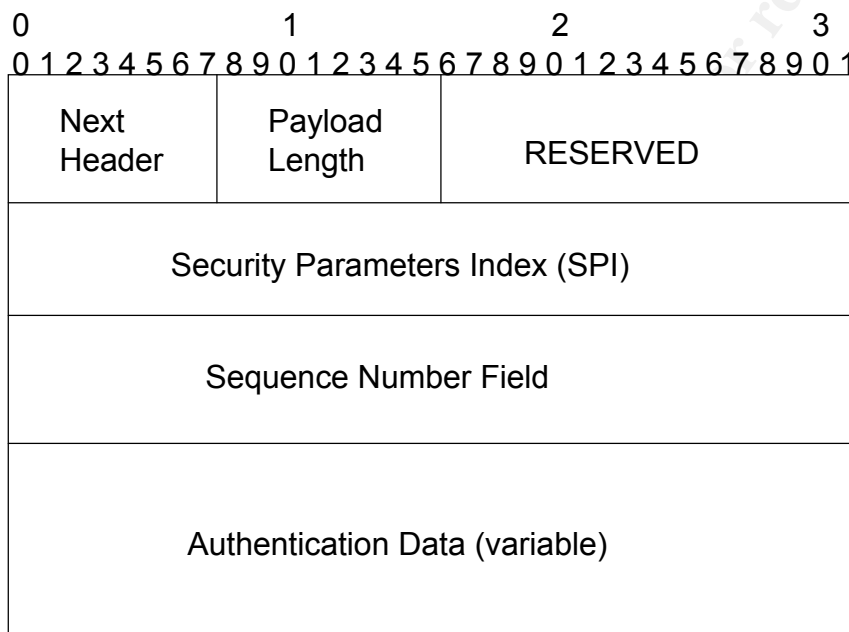 0 1 2 3
0 1 2 3 4 5 6 7 8 9 0 1 2 3 4 5 6 7 8 9 0 1 2 3 4 5 6 7 8 9 0 1
Next
Header
Payload
Length
RESERVED
Security Parameters Index (SPI)
Sequence Number Field
Authentication Data (variable)